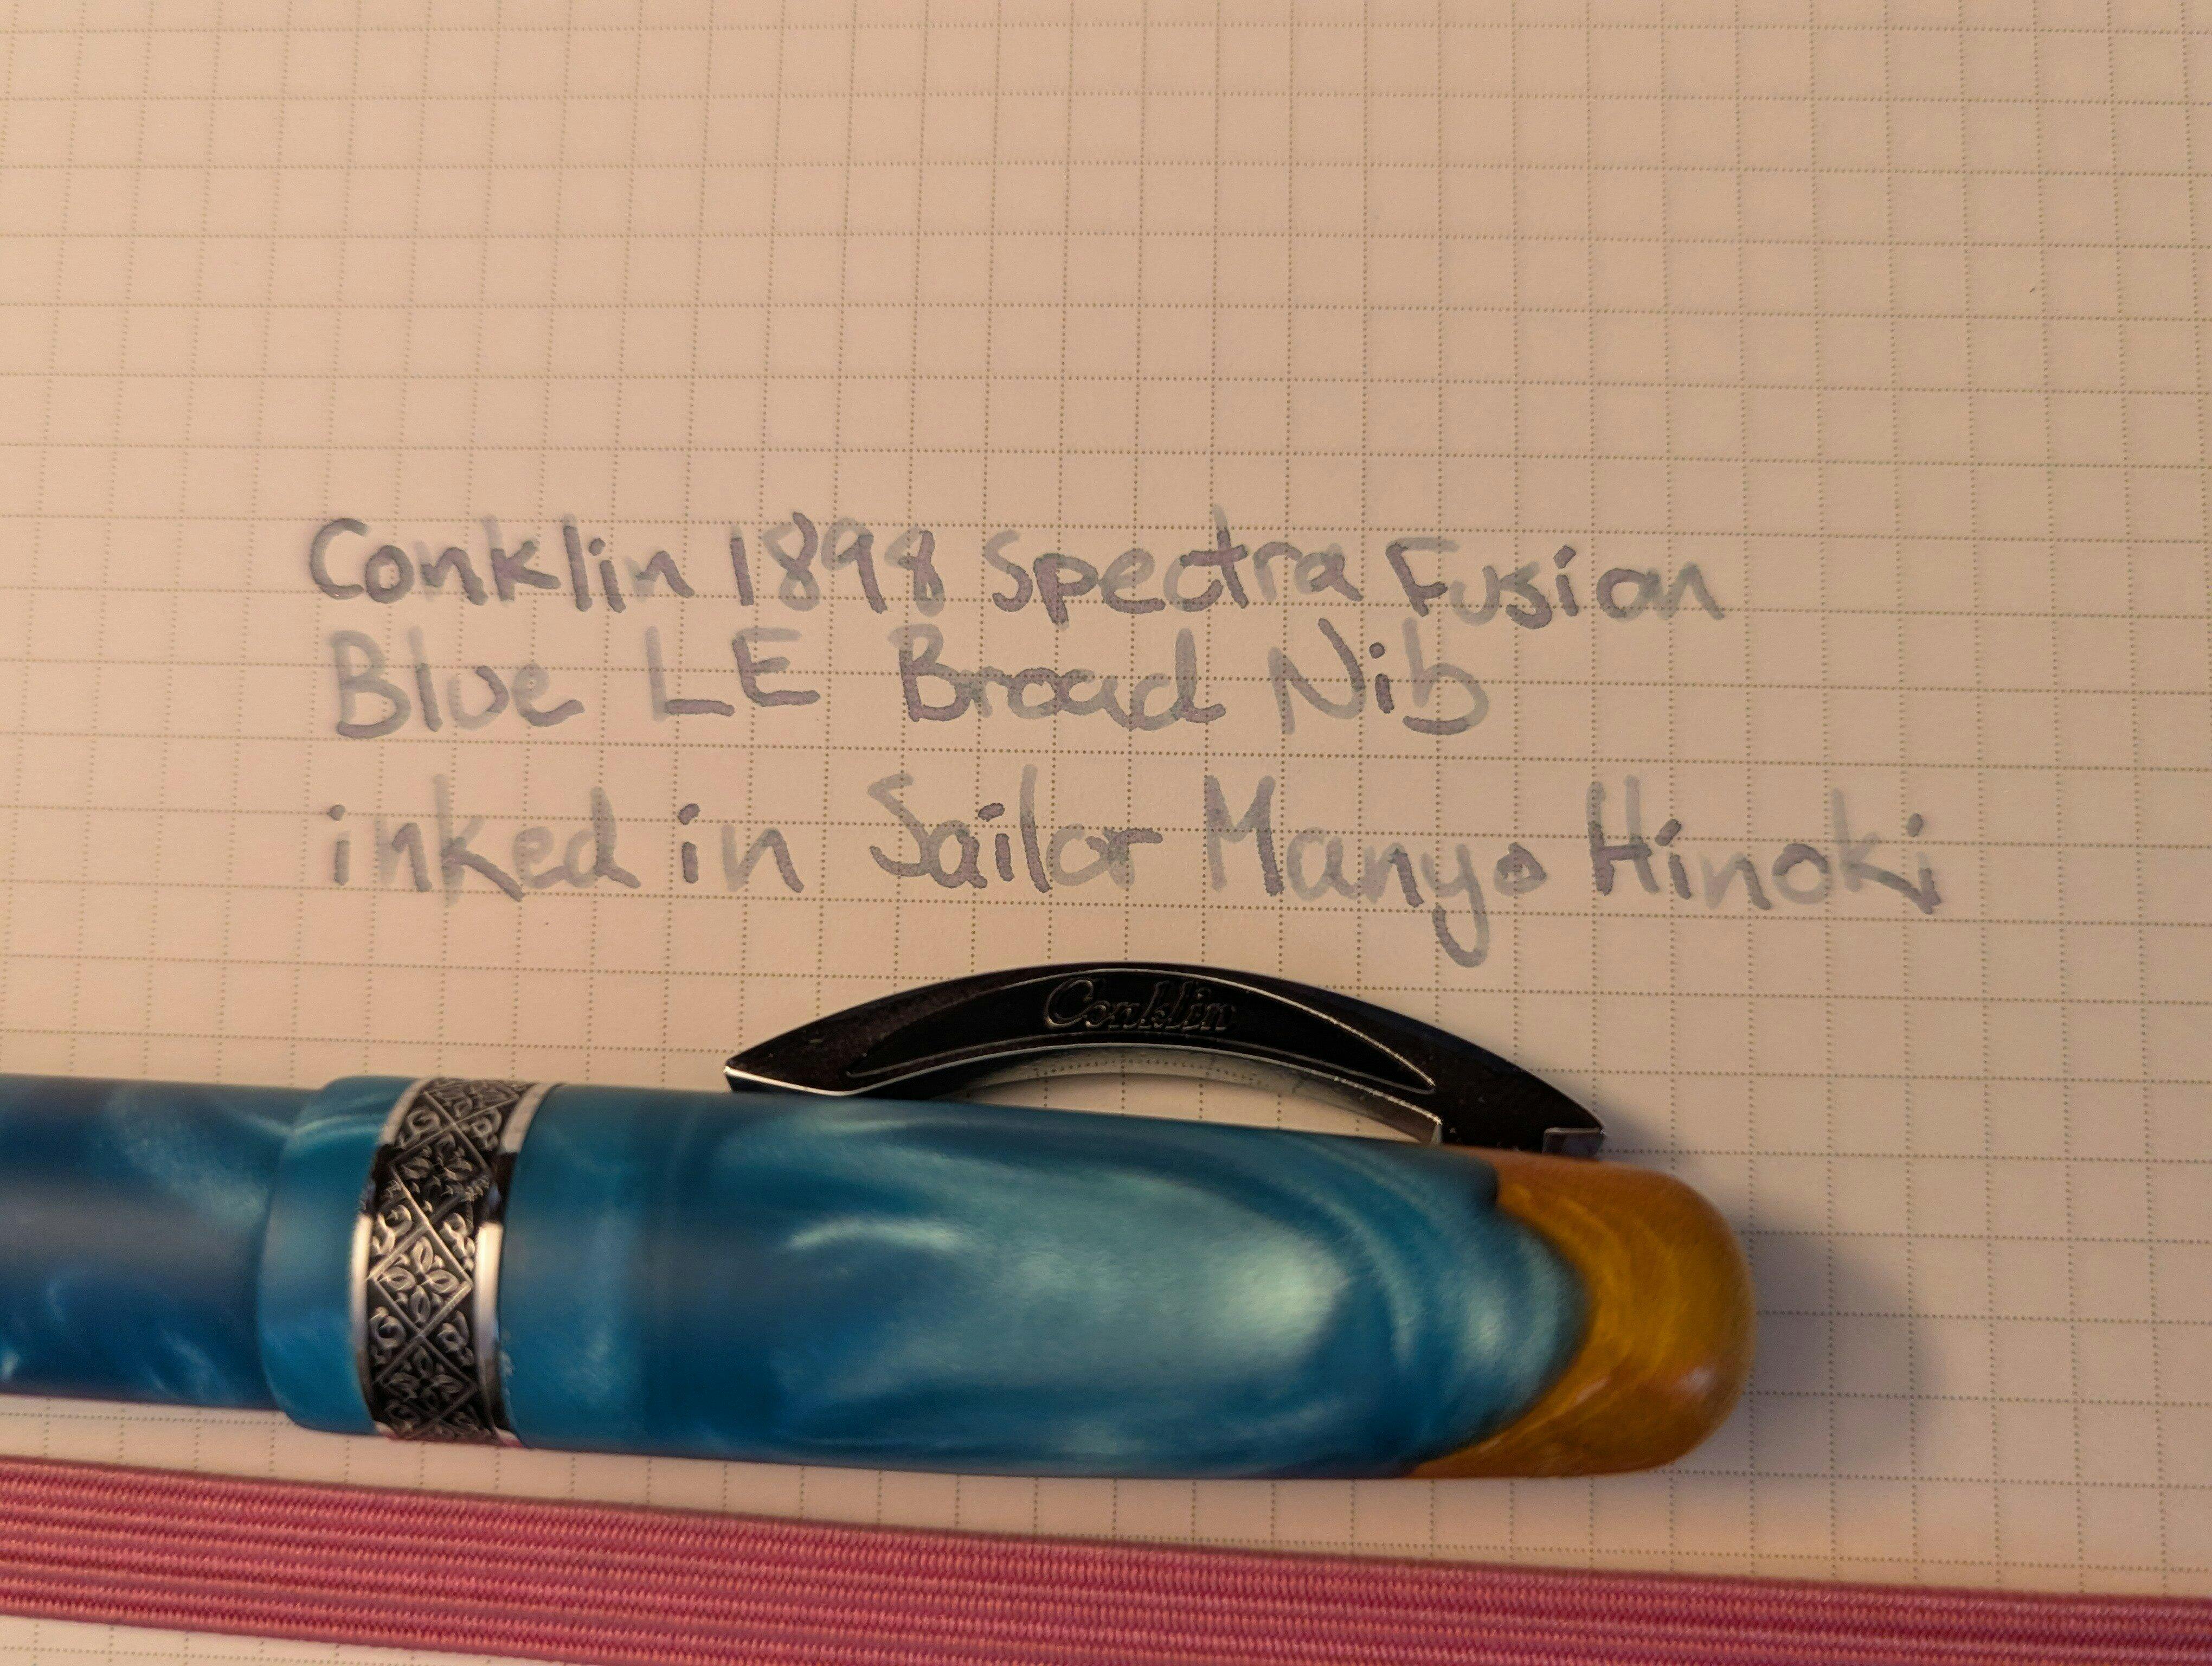 Conklin 1898 Spectra Fusion
Blue LE Broad Nib
inked in Sailor Manyo Hinoki
Conklin